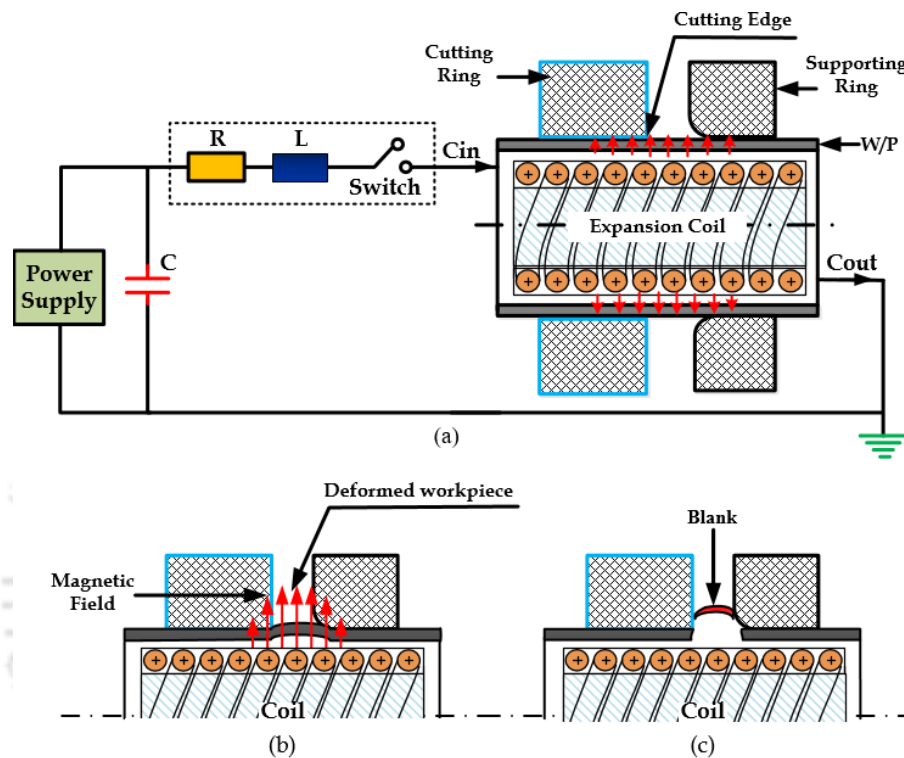 Cutting Edge
Cutting
Ring
Supporting
Ring
R
L
Switch
Cin
W/P
Expansion Coil
Power
Supply
C
Cout
(a)
Deformed workpiece
Magnetic
Field
Coil
(b)
Blank
Coil
(c)